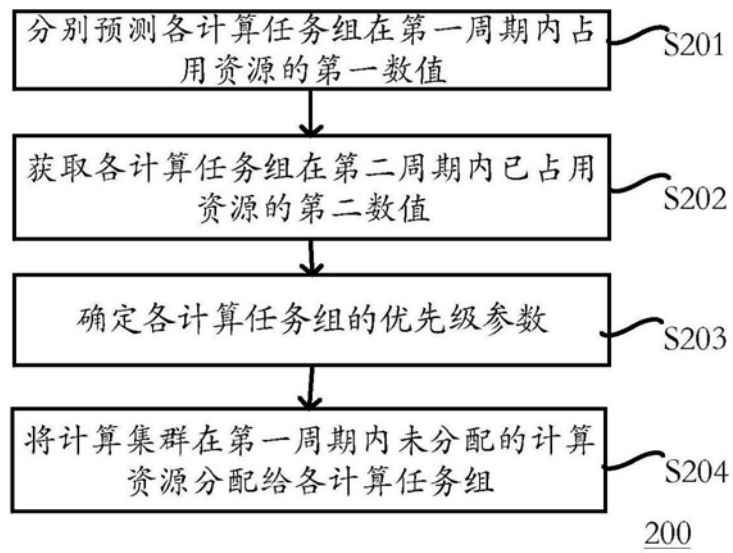 分别预测各计算任务组在第一周期内占
用资源的第一数值
S201
获取各计算任务组在第二周期内已占用
资源的第二数值
S202
确定各计算任务组的优先级参数
S203
将计算集群在第一周期内未分配的计算
资源分配给各计算任务组
S204
200